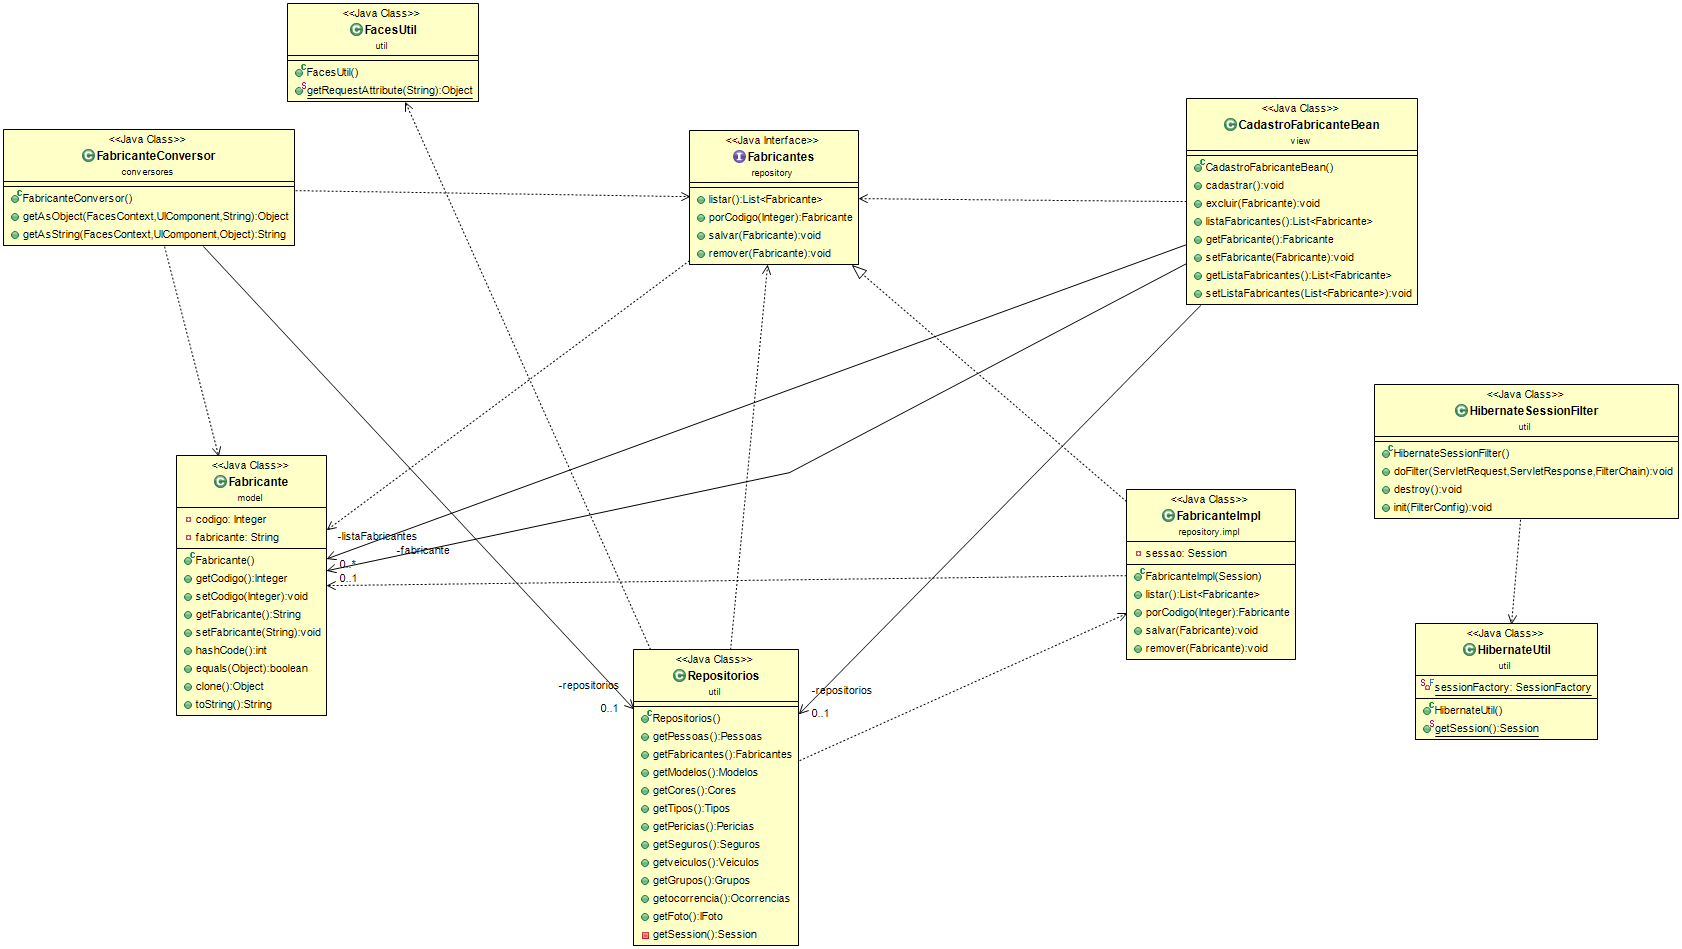 <<Java Class>>
FacesUtil
util
FacesUtil()
getRequestAttribute(String):Object
<<Java Class>>
FabricanteConversor
conversores
FabricanteConversor()
getAsObject(FacesContext,UIComponent,String):Object
getAsString(FacesContext,UIComponent,Object):String
<<Java Interface>>
Fabricantes
repository
listar():List<Fabricante>
porCodigo(Integer):Fabricante
salvar(Fabricante):void
remover(Fabricante):void
<<Java Class>>
CadastroFabricanteBean
view
CadastroFabricanteBean()
cadastrar():void
excluir(Fabricante):void
listaFabricantes():List<Fabricante>
getFabricante():Fabricante
setFabricante(Fabricante):void
getListaFabricantes():List<Fabricante>
setListaFabricantes(List<Fabricante>):void
<<Java Class>>
HibernateSessionFilter
util
HibernateSessionFilter()
doFilter(ServletRequest,ServletResponse,FilterChain):void
destroy():void
init(FilterConfig):void
<<Java Class>>
Fabricante
model
codigo: Integer
fabricante: String
Fabricante()
getCodigo():Integer
setCodigo(Integer):void
getFabricante():String
setFabricante(String):void
hashCode():int
equals(Object):boolean
clone():Object
toString():String
-listaFabricantes
0..*
-fabricante
0..1
<<Java Class>>
FabricanteImpl
repository.impl
sessao: Session
FabricanteImpl(Session)
listar():List<Fabricante>
porCodigo(Integer):Fabricante
salvar(Fabricante):void
remover(Fabricante):void
<<Java Class>>
HibernateUtil
util
sessionFactory: SessionFactory
HibernateUtil()
getSession():Session
-repositorios
0..1
-repositorios
0..1
<<Java Class>>
Repositorios
util
Repositorios()
getPessoas():Pessoas
getFabricantes():Fabricantes
getModelos():Modelos
getCores():Cores
getTipos():Tipos
getPericias():Pericias
getSeguros():Seguros
getveiculos():Veiculos
getGrupos():Grupos
getocorrencia():Ocorrencias
getFoto():IFoto
getSession():Session